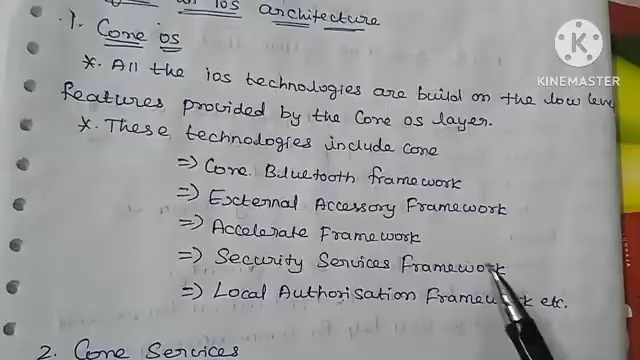 an ios architecture
1. Core os
*. All the ios technologies are build on the low level
features provided by the Core os layer.
*. These technologies include core
=> Core Bluetooth framework
=> External Accessory Framework
=> Accelerate Framework
=> Security Services Framework
=> Local Authorisation Framework etc.
2. Core Services
K
KINEMASTER